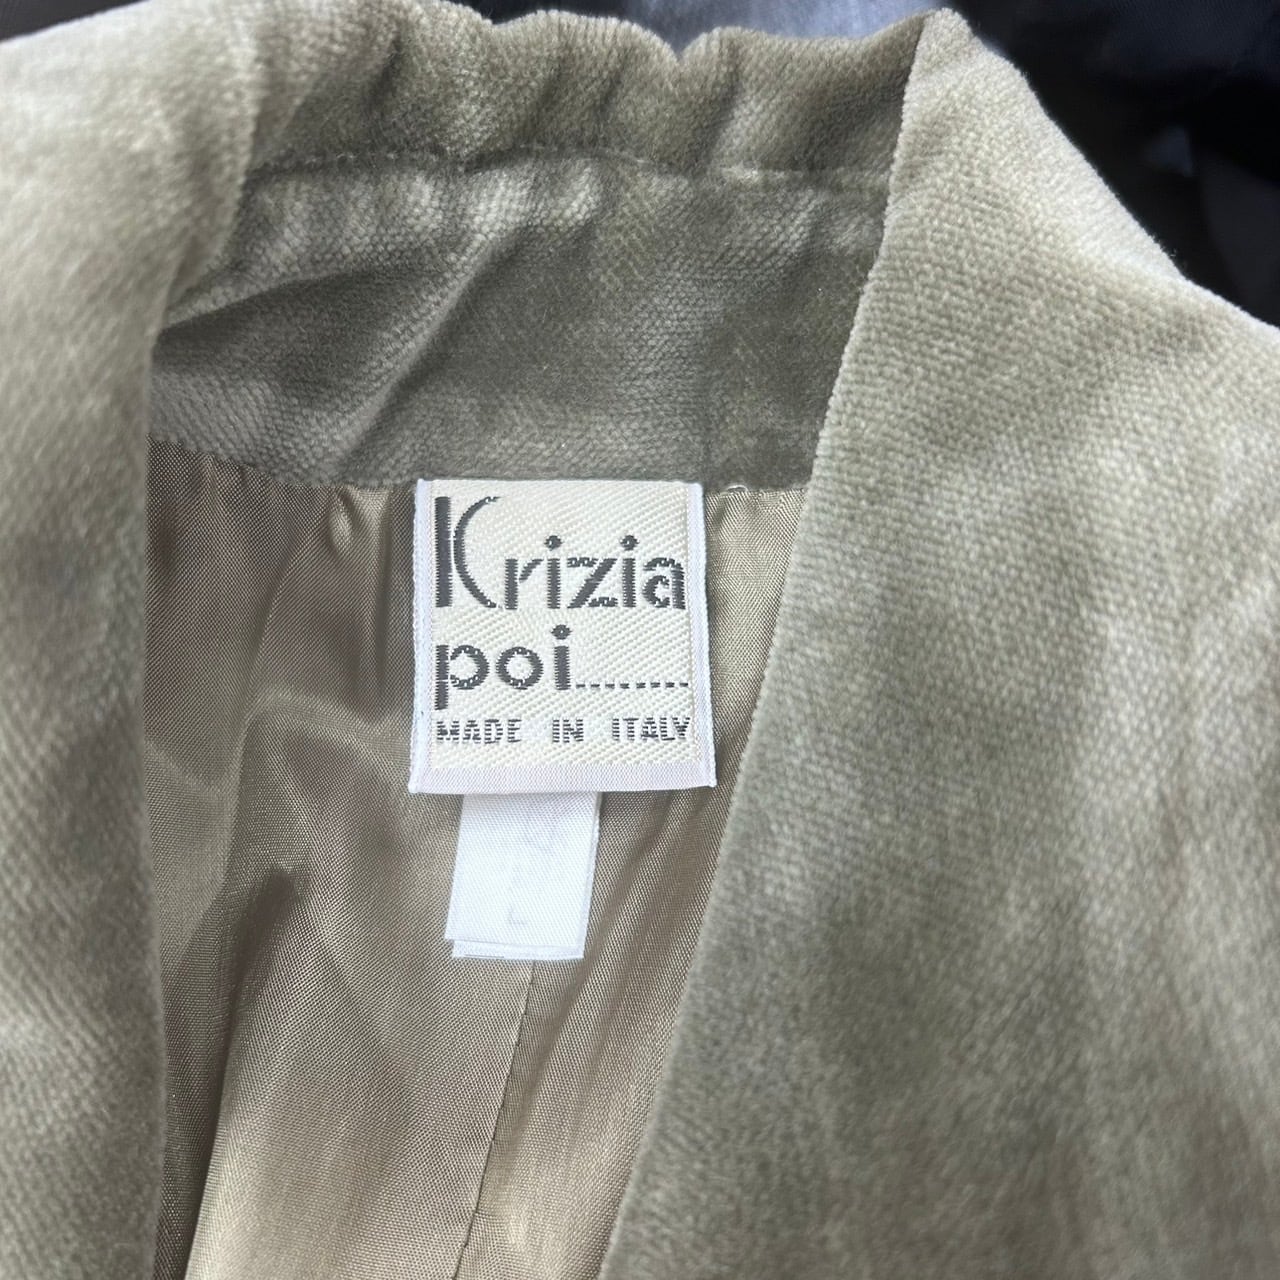 Krizia
poi........
MADE IN ITALY